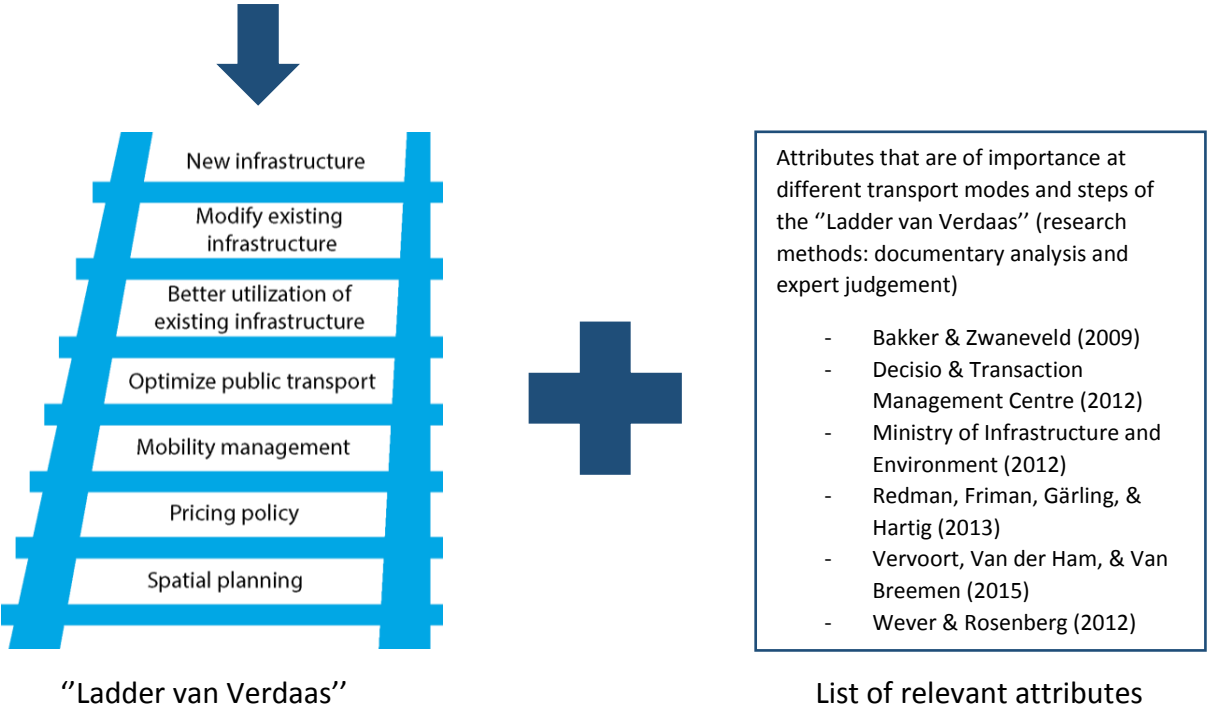 New infrastructure
Modify existing
infrastructure
Better utilization of
existing infrastructure
Optimize public transport
Mobility management
Pricing policy
Spatial planning
‘’Ladder van Verdaas’’
Attributes that are of importance at
different transport modes and steps of
the ‘’Ladder van Verdaas’’ (research
methods: documentary analysis and
expert judgement)
- Bakker & Zwaneveld (2009)
- Decisio & Transaction
Management Centre (2012)
- Ministry of Infrastructure and
Environment (2012)
- Redman, Friman, Gärling, &
Hartig (2013)
- Vervoort, Van der Ham, & Van
Breemen (2015)
- Wever & Rosenberg (2012)
List of relevant attributes